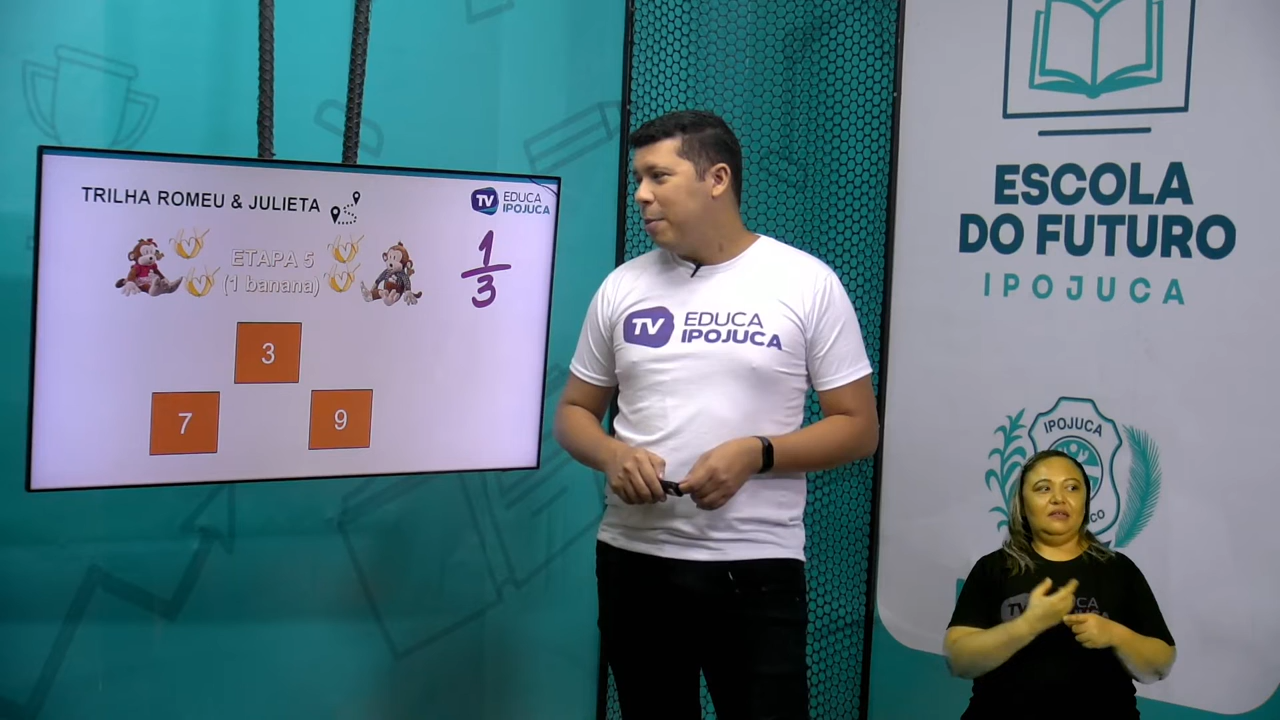 TRILHA ROMEU & JULIETA
TV EDUCA
IPOJUCA
ETAPA 5
(1 banana)
1
3
3
7
9
TV EDUCA
IPOJUCA
ESCOLA
DO FUTURO
IPOJUCA
IPOJUCA